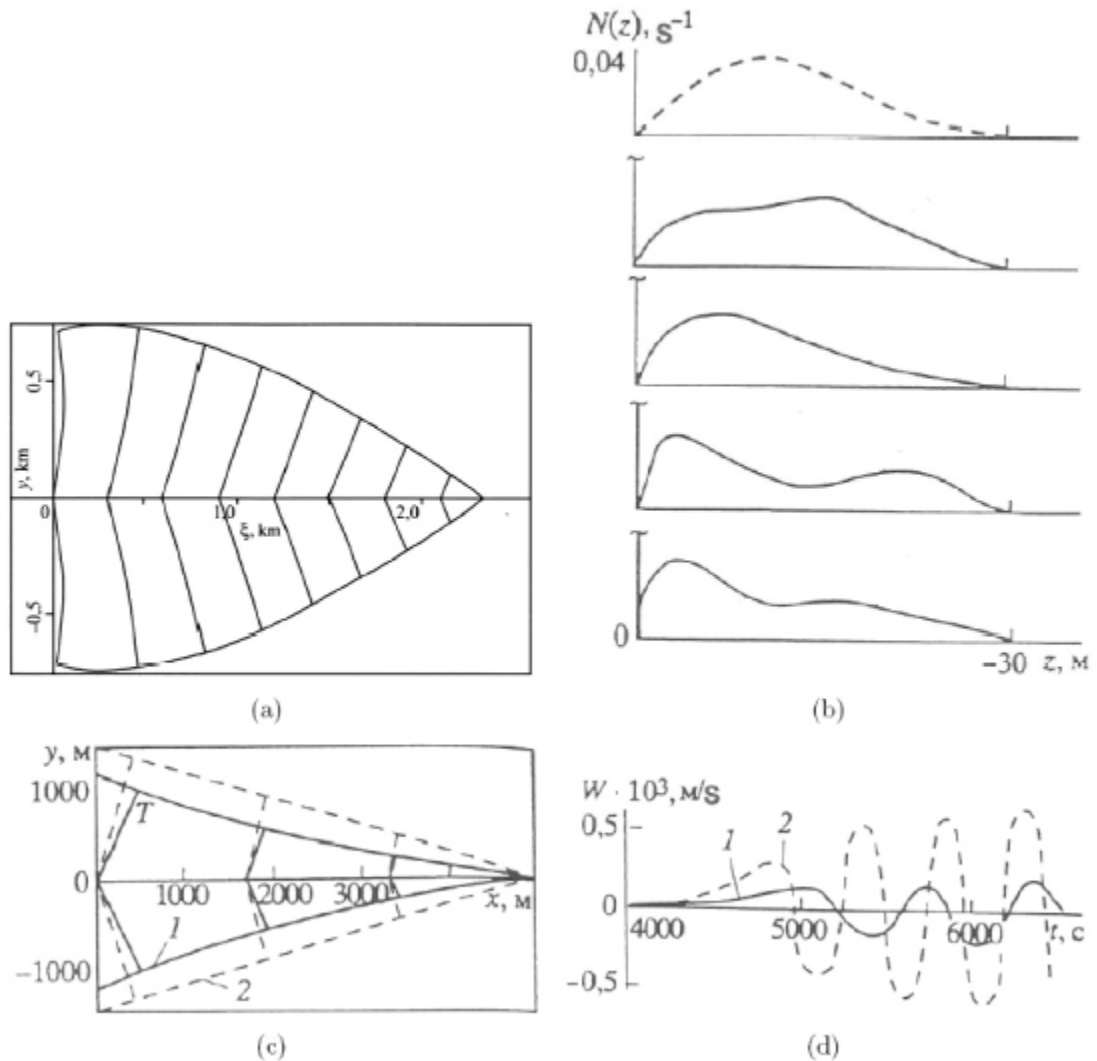 N(z), s⁻¹
0,04
0
−30 z, м
y, km
0,5
−0,5
0 1,0 2,0
ξ, km
(a)
(b)
y, м
1000
0
−1000
T
1000 2000 3000 x, м
1
2
(c)
W · 10³, м/s
0,5
0
−0,5
1 2
4000 5000 6000 t, с
(d)